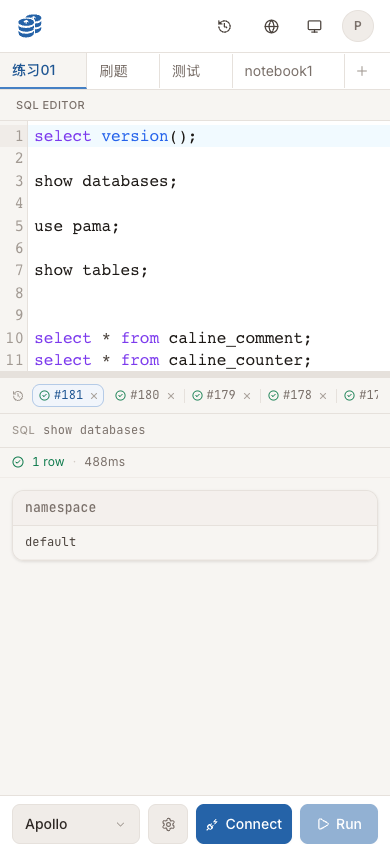 P
练习01 刷题 测试 notebook1
SQL EDITOR
1 select version();
2
3 show databases;
4
5 use pama;
6
7 show tables;
8
9
10 select * from caline_comment;
11 select * from caline_counter;
#181 #180 #179 #178
SQL show databases
1 row · 488ms
namespace
default
Apollo Connect Run